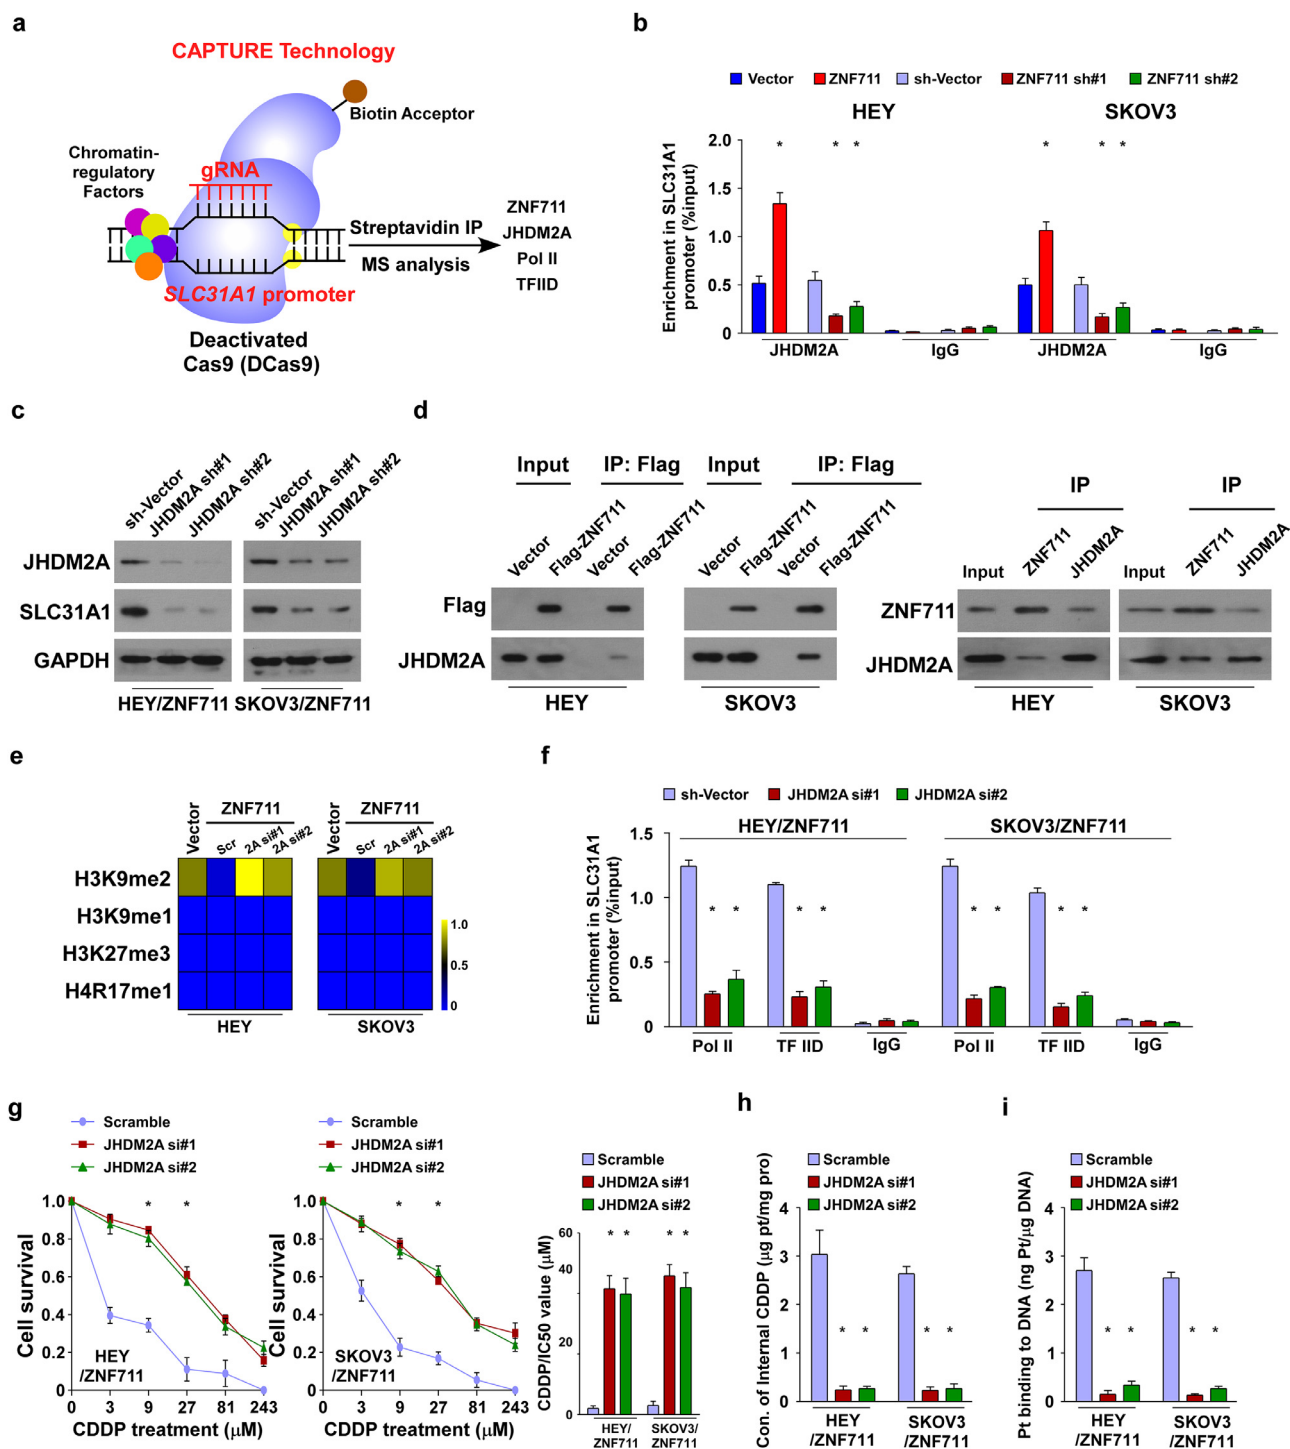 a
CAPTURE Technology
Biotin Acceptor
Chromatin-
regulatory
Factors
gRNA
Streptavidin IP
MS analysis
ZNF711
JHDM2A
Pol II
TFIID
SLC31A1 promoter
Deactivated
Cas9 (DCas9)
b
Vector ZNF711 sh-Vector ZNF711 sh#1 ZNF711 sh#2
HEY SKOV3
Enrichment in SLC31A1
promoter (%input)
2.0
1.5
1.0
0.5
0
* * * * * *
JHDM2A IgG JHDM2A IgG
c
sh-Vector JHDM2A sh#1 JHDM2A sh#2 sh-Vector JHDM2A sh#1 JHDM2A sh#2
JHDM2A
SLC31A1
GAPDH
HEY/ZNF711 SKOV3/ZNF711
d
Input IP: Flag Input IP: Flag
Vector Flag-ZNF711 Vector Flag-ZNF711 Vector Flag-ZNF711 Vector Flag-ZNF711
Flag
JHDM2A
HEY SKOV3
IP IP
Input ZNF711 JHDM2A Input ZNF711 JHDM2A
ZNF711
JHDM2A
HEY SKOV3
e
Vector ZNF711 Vector ZNF711
Scr 2A si#1 2A si#2 Scr 2A si#1 2A si#2
H3K9me2
H3K9me1
H3K27me3
H4R17me1
HEY SKOV3
1.0
0.5
0
f
sh-Vector JHDM2A si#1 JHDM2A si#2
HEY/ZNF711 SKOV3/ZNF711
Enrichment in SLC31A1
promoter (%input)
1.5
1.0
0.5
0
* * * * * * * *
Pol II TF IID IgG Pol II TF IID IgG
g
Scramble
JHDM2A si#1
JHDM2A si#2
Cell survival
1.0
0.8
0.6
0.4
0.2
0
* *
HEY
/ZNF711
0 3 9 27 81 243
CDDP treatment (μM)
Scramble
JHDM2A si#1
JHDM2A si#2
Cell survival
1.0
0.8
0.6
0.4
0.2
0
* *
SKOV3
/ZNF711
0 3 9 27 81 243
CDDP treatment (μM)
Scramble
JHDM2A si#1
JHDM2A si#2
CDDP/IC50 value (μM)
60
40
20
0
* * * *
HEY/
ZNF711
SKOV3/
ZNF711
h
Scramble
JHDM2A si#1
JHDM2A si#2
Con. of Internal CDDP (μg pt/mg pro)
4
3
2
1
0
* * * *
HEY
/ZNF711
SKOV3
/ZNF711
i
Scramble
JHDM2A si#1
JHDM2A si#2
Pt binding to DNA (ng Pt/μg DNA)
4
3
2
1
0
* * * *
HEY
/ZNF711
SKOV3
/ZNF711